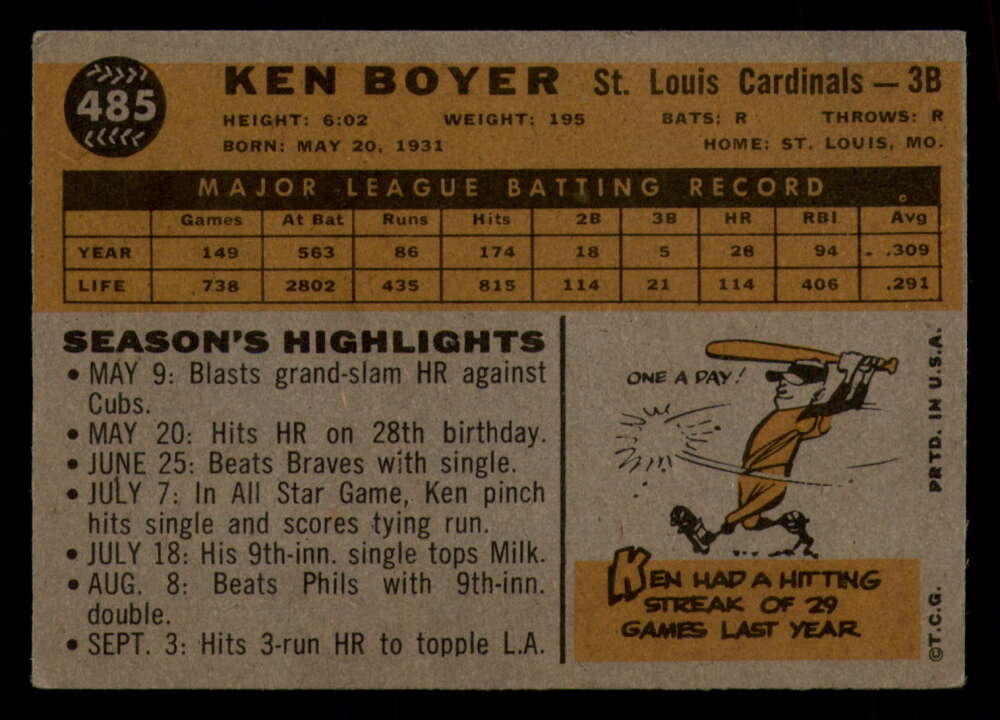 485
KEN BOYER St. Louis Cardinals — 3B
HEIGHT: 6:02 WEIGHT: 195 BATS: R THROWS: R
BORN: MAY 20, 1931 HOME: ST. LOUIS, MO.
MAJOR LEAGUE BATTING RECORD
Games At Bat Runs Hits 2B 3B HR RBI Avg
YEAR 149 563 86 174 18 5 28 94 .309
LIFE 738 2802 435 815 114 21 114 406 .291
SEASON'S HIGHLIGHTS
• MAY 9: Blasts grand-slam HR against
Cubs.
• MAY 20: Hits HR on 28th birthday.
• JUNE 25: Beats Braves with single.
• JULY 7: In All Star Game, Ken pinch
hits single and scores tying run.
• JULY 18: His 9th-inn. single tops Milk.
• AUG. 8: Beats Phils with 9th-inn.
double.
• SEPT. 3: Hits 3-run HR to topple L.A.
ONE A DAY!
KEN HAD A HITTING
STREAK OF 29
GAMES LAST YEAR
PRTD. IN U.S.A.
©T.C.G.